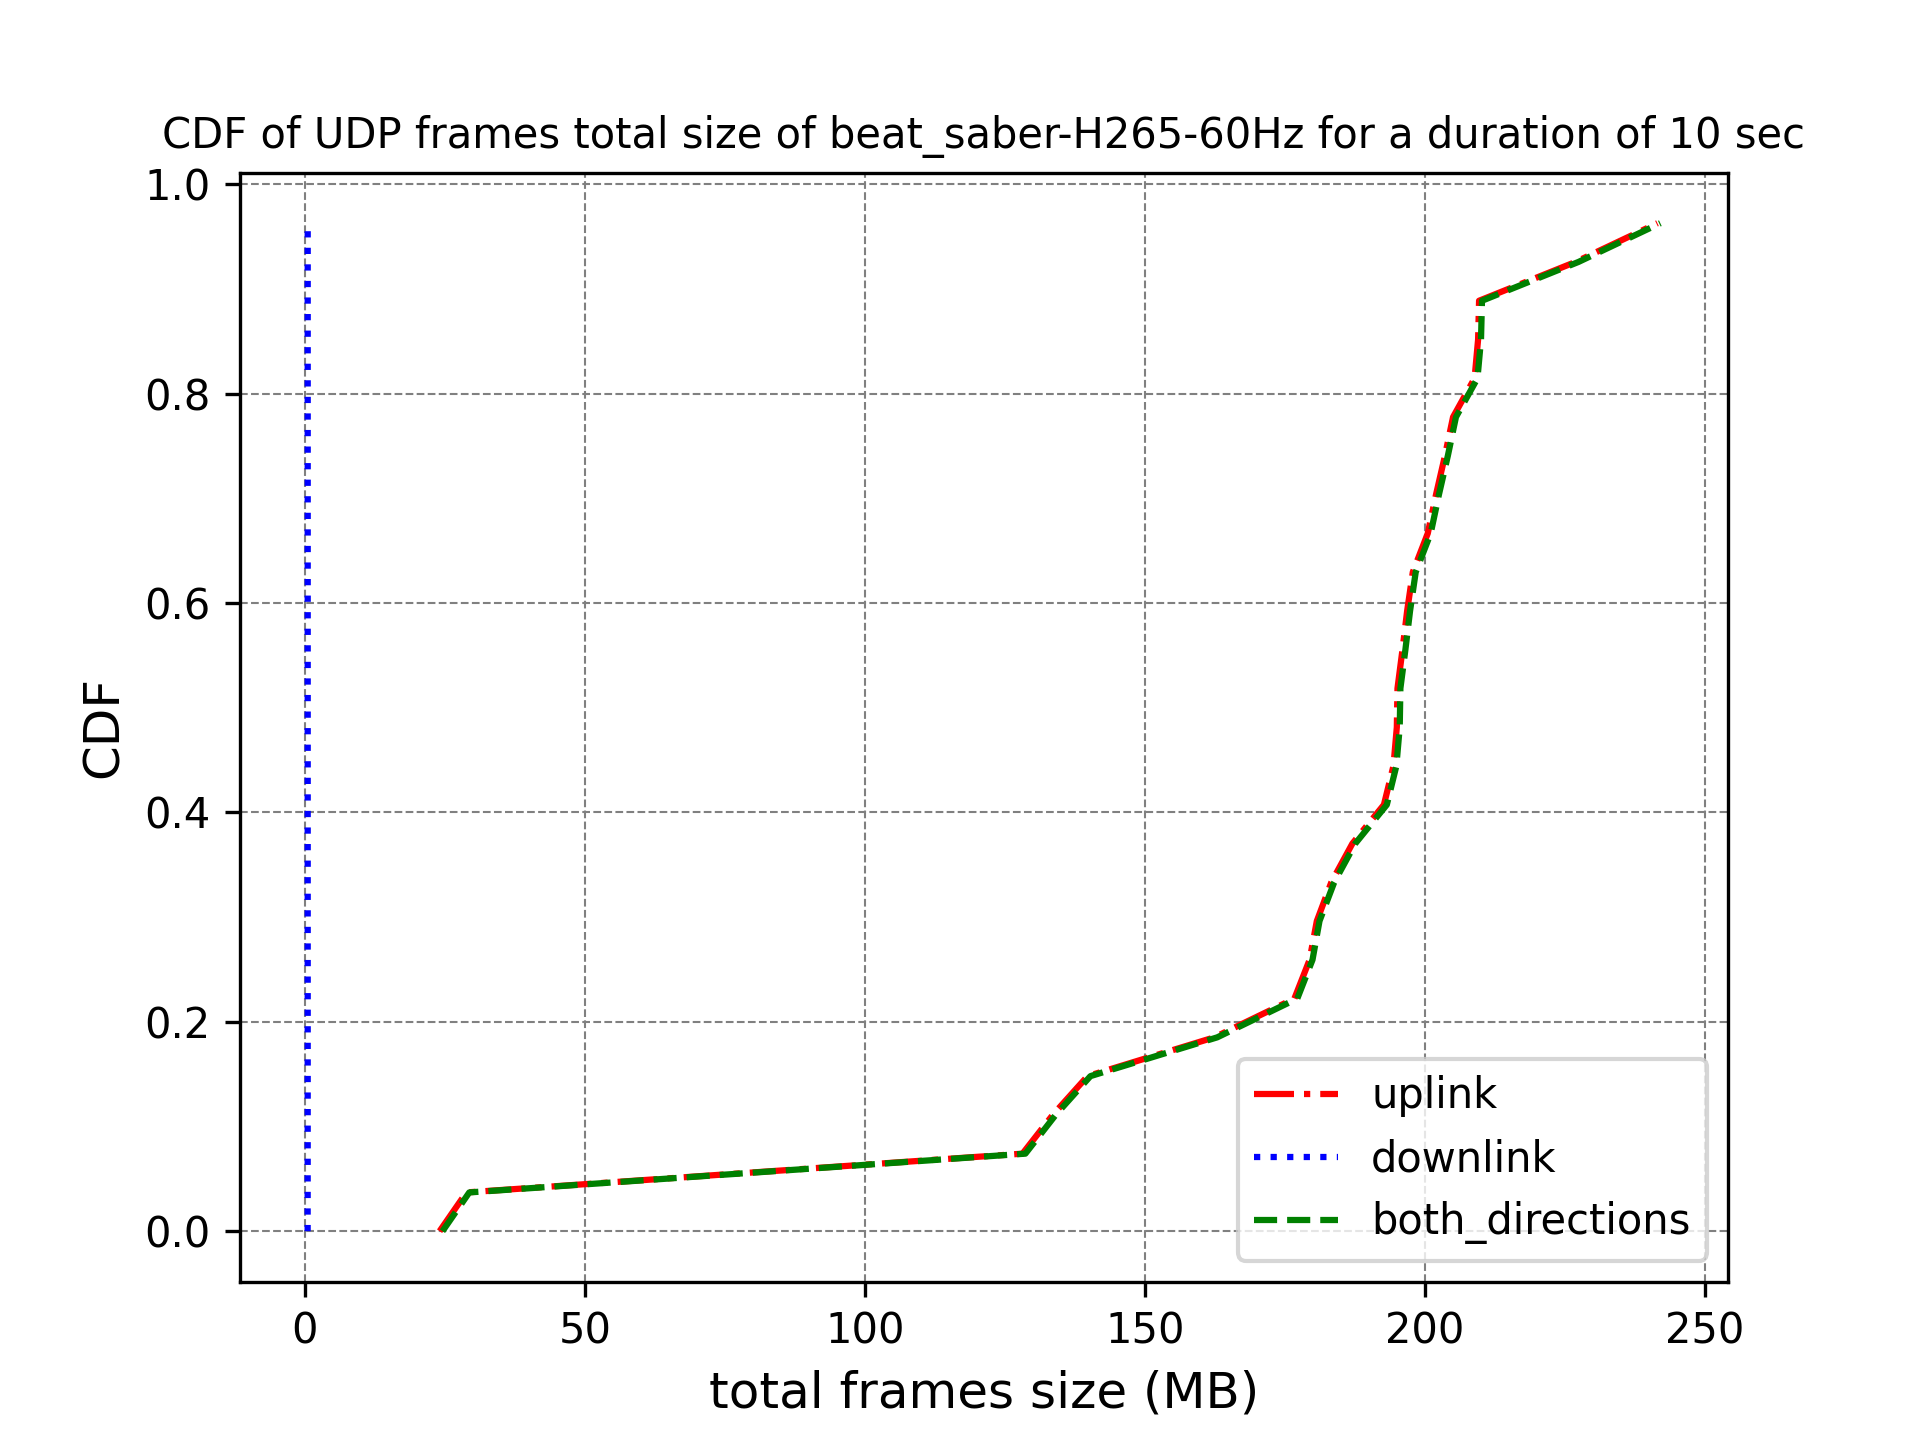 CDF of UDP frames total size of beat_saber-H265-60Hz for a duration of 10 sec
1.0
0.8
0.6
0.4
0.2
0.0
CDF
uplink
downlink
both_directions
0 50 100 150 200 250
total frames size (MB)